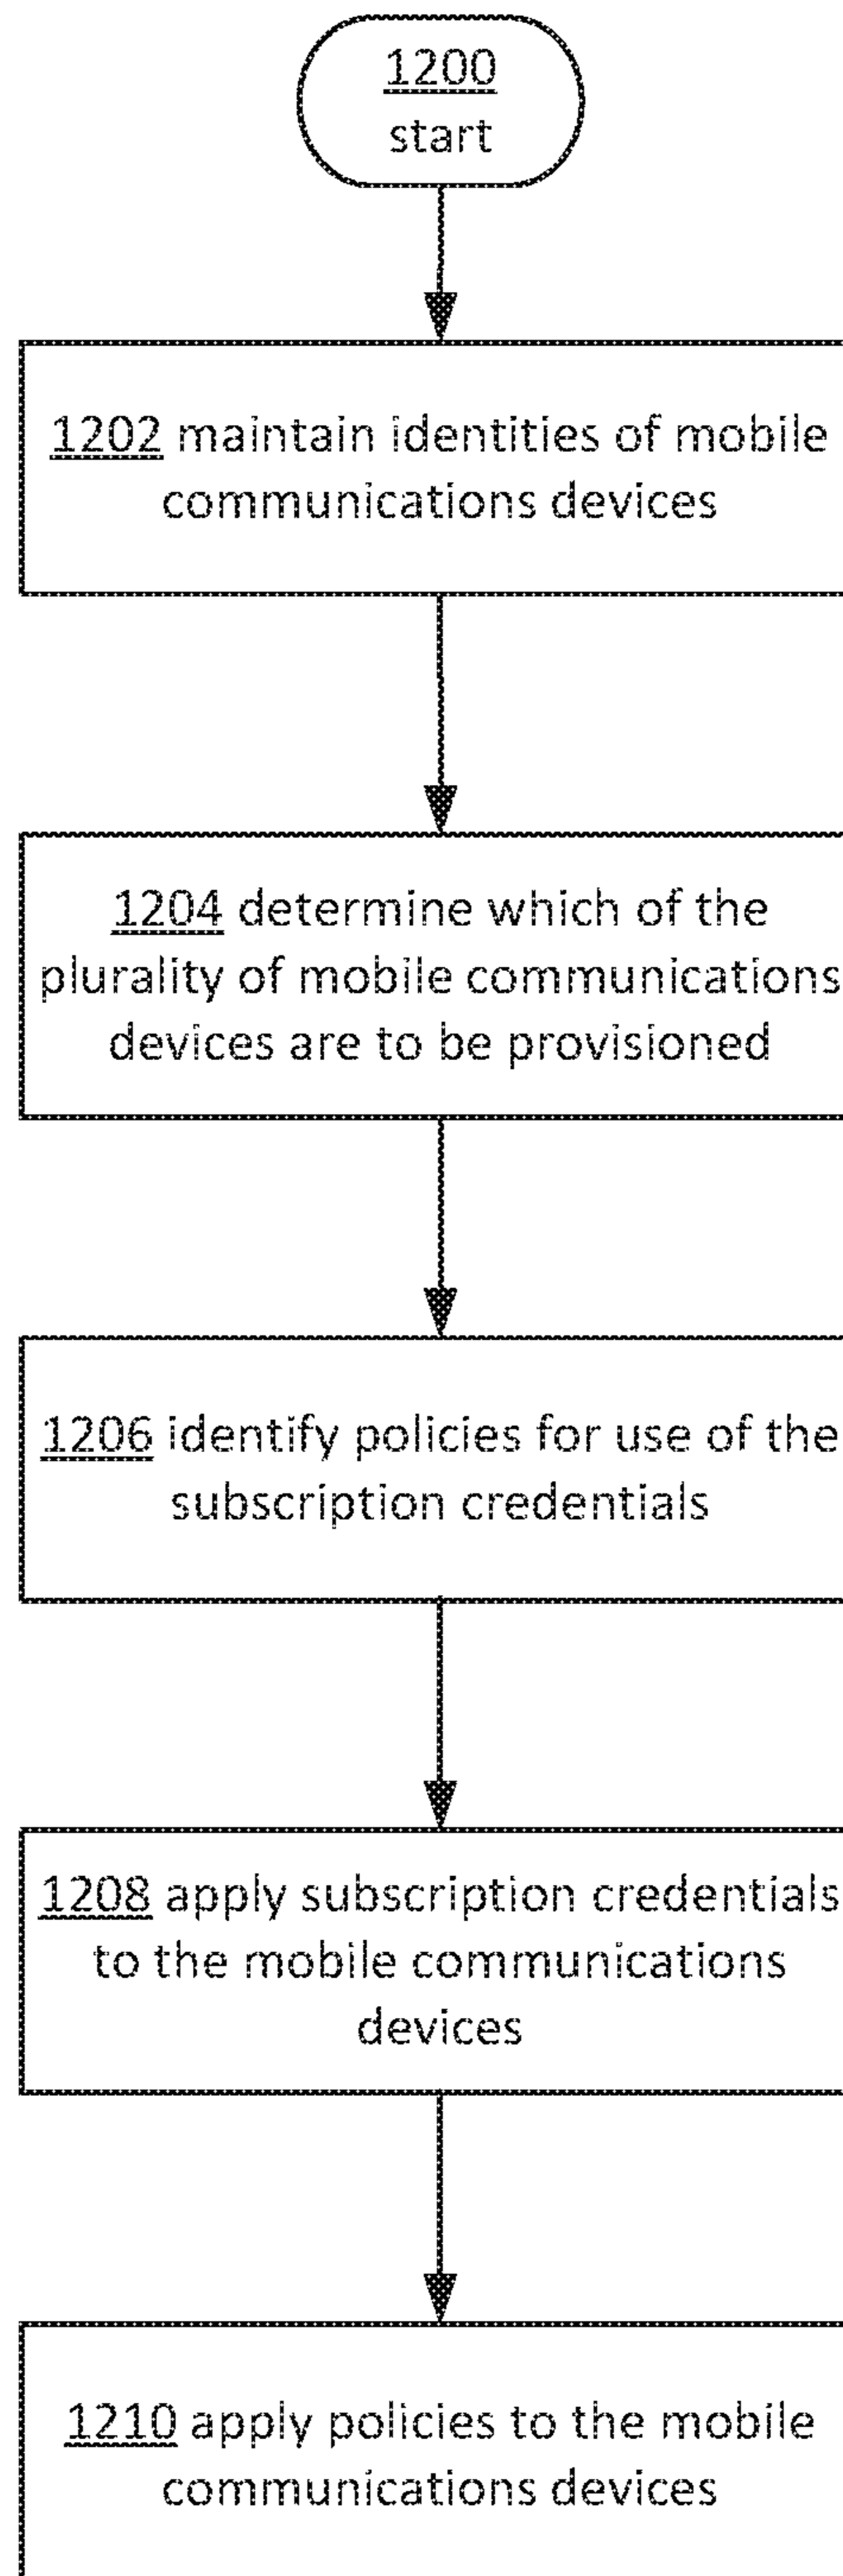 1200
start
1202 maintain identities of mobile
communications devices
1204 determine which of the
plurality of mobile communications
devices are to be provisioned
1206 identify policies for use of the
subscription credentials
1208 apply subscription credentials
to the mobile communications
devices
1210 apply policies to the mobile
communications devices